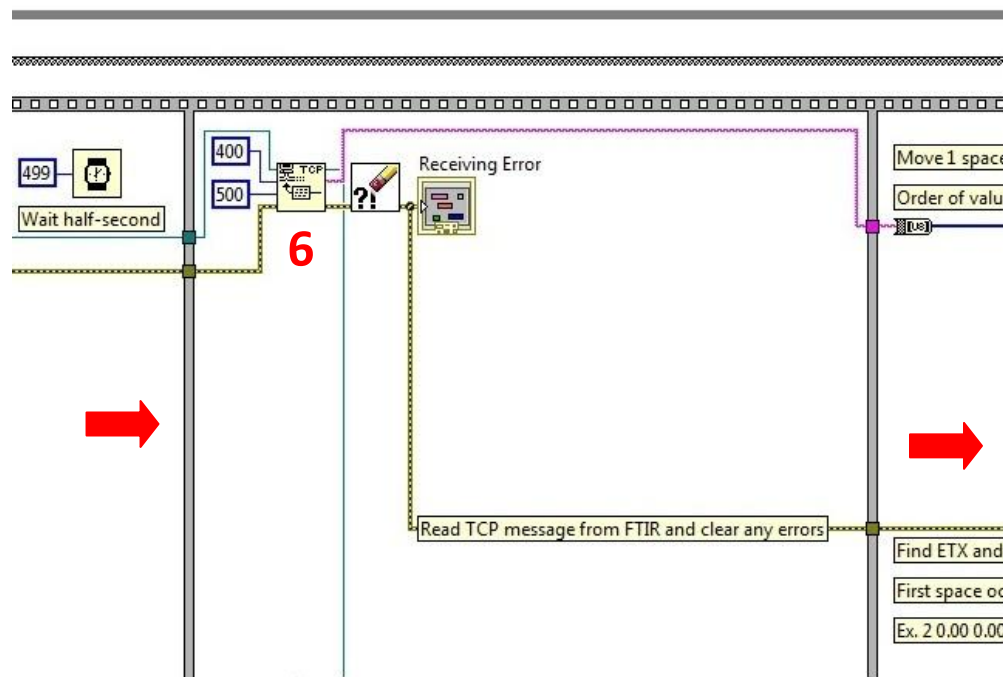 499
Wait half-second
400
500
TCP
?!
6
Receiving Error
Read TCP message from FTIR and clear any errors
Move 1 space
Order of valu
[U8]
Find ETX and
First space oc
Ex. 2 0.00 0.00